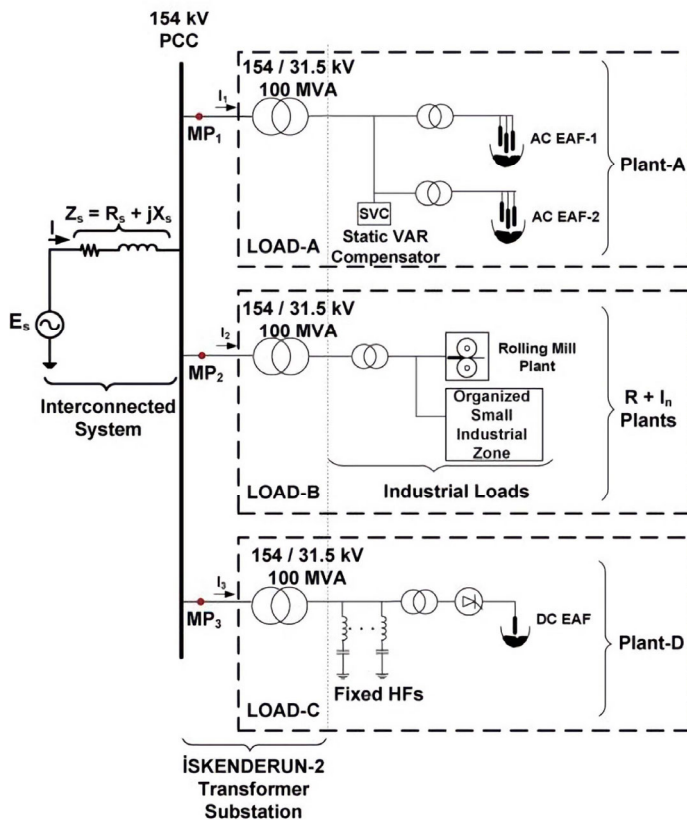 154 kV
PCC
154 / 31.5 kV
100 MVA
I1
MP1
AC EAF-1
Plant-A
Zs = Rs + jXs
I
SVC
AC EAF-2
Static VAR
Compensator
LOAD-A
Es
154 / 31.5 kV
100 MVA
I2
MP2
Rolling Mill
Plant
R + In
Plants
Interconnected
System
Organized
Small
Industrial
Zone
LOAD-B
Industrial Loads
154 / 31.5 kV
100 MVA
I3
MP3
DC EAF
Plant-D
Fixed HFs
LOAD-C
İSKENDERUN-2
Transformer
Substation